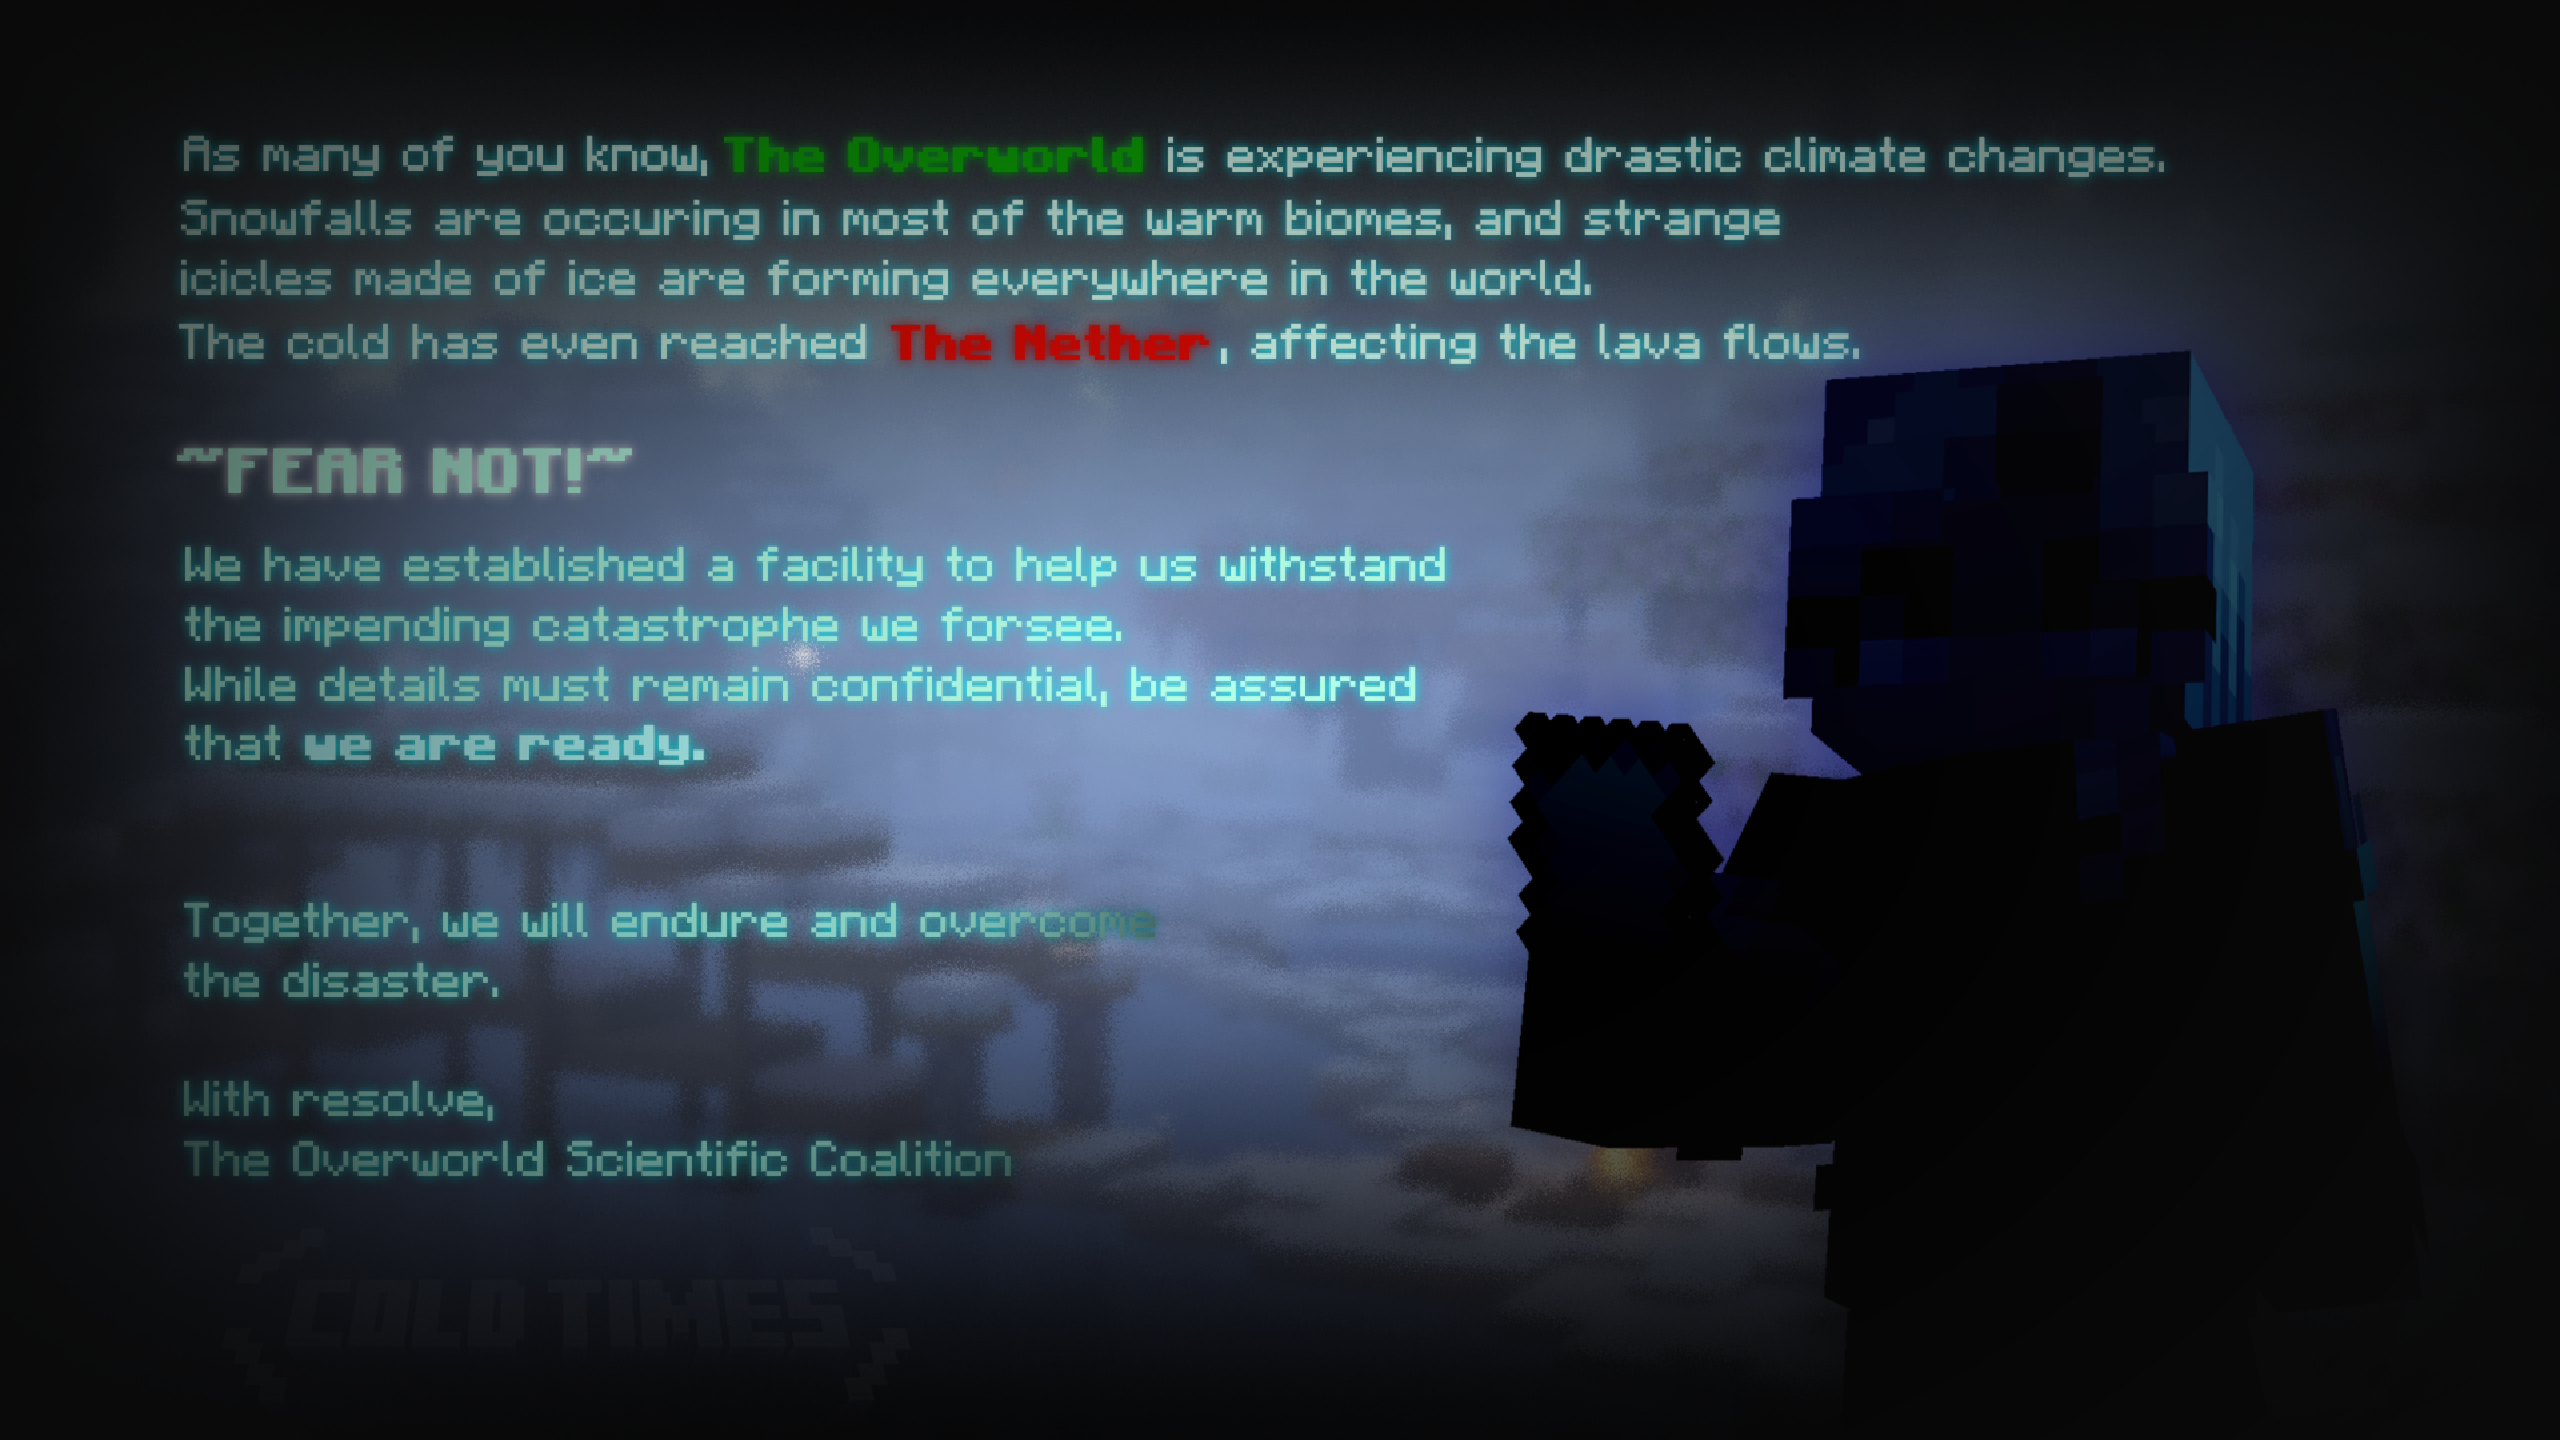 As many of you know, The Overworld is experiencing drastic climate changes.
Snowfalls are occuring in most of the warm biomes, and strange
icicles made of ice are forming everywhere in the world.
The cold has even reached The Nether, affecting the lava flows.
~FEAR NOT!~
We have established a facility to help us withstand
the impending catastrophe we forsee.
While details must remain confidential, be assured
that we are ready.
Together, we will endure and overcome
the disaster.
With resolve,
The Overworld Scientific Coalition
COLD TIMES